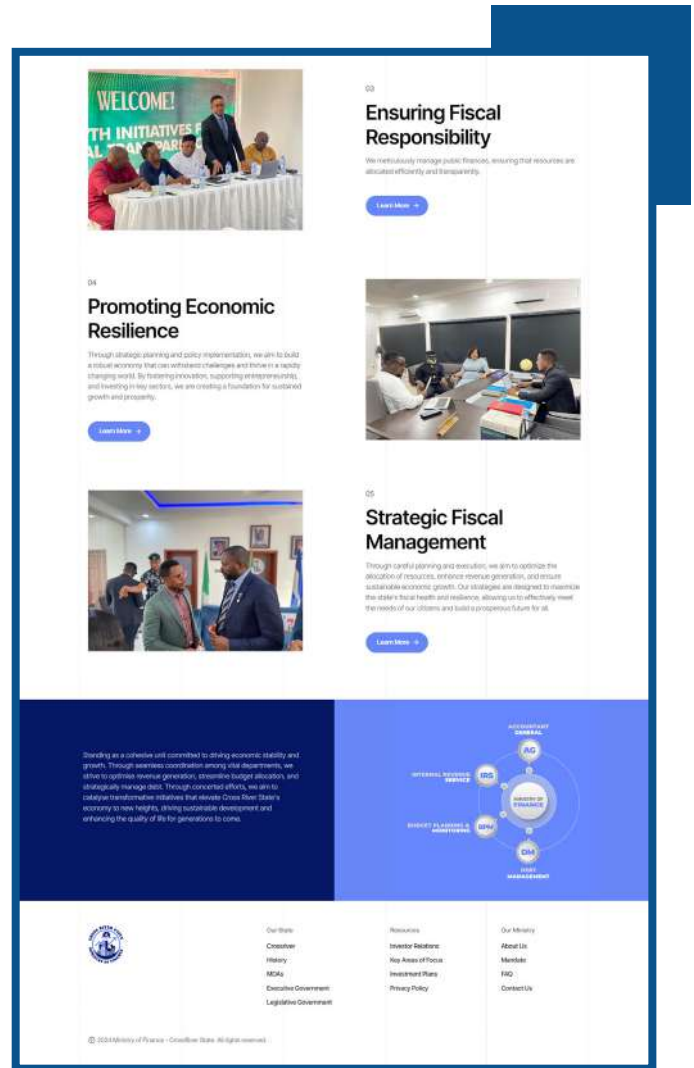 WELCOME!
TH INITIATIVES F
AL TRANSPAREN
03
Ensuring Fiscal
Responsibility
We meticulously manage public finances, ensuring that resources are
allocated efficiently and transparently.
Learn More →
04
Promoting Economic
Resilience
Through strategic planning and policy implementation, we aim to build
a robust economy that can withstand challenges and thrive in a rapidly
changing world. By fostering innovation, supporting entrepreneurship,
and investing in key sectors, we are creating a foundation for sustained
growth and prosperity.
Learn More →
05
Strategic Fiscal
Management
Through careful planning and execution, we aim to optimize the
allocation of resources, enhance revenue generation, and ensure
sustainable economic growth. Our strategies are designed to maximize
the state's fiscal health and resilience, allowing us to effectively meet
the needs of our citizens and build a prosperous future for all.
Learn More →
Standing as a cohesive unit committed to driving economic stability and
growth. Through seamless coordination among vital departments, we
strive to optimise revenue generation, streamline budget allocation, and
strategically manage debt. Through concerted efforts, we aim to
catalyse transformative initiatives that elevate Cross River State's
economy to new heights, driving sustainable development and
enhancing the quality of life for generations to come.
ACCOUNTANT
GENERAL
AG
INTERNAL REVENUE
SERVICE
IRS
MINISTRY OF
FINANCE
BUDGET PLANNING &
MONITORING
BPM
DM
DEBT
MANAGEMENT
CROSS RIVER STATE
MINISTRY OF FINANCE
Our State
Crossriver
History
MDAs
Executive Government
Legislative Government
Resources
Investor Relations
Key Areas of Focus
Investment Plans
Privacy Policy
Our Ministry
About Us
Mandate
FAQ
Contact Us
© 2024 Ministry of Finance - CrossRiver State. All rights reserved.